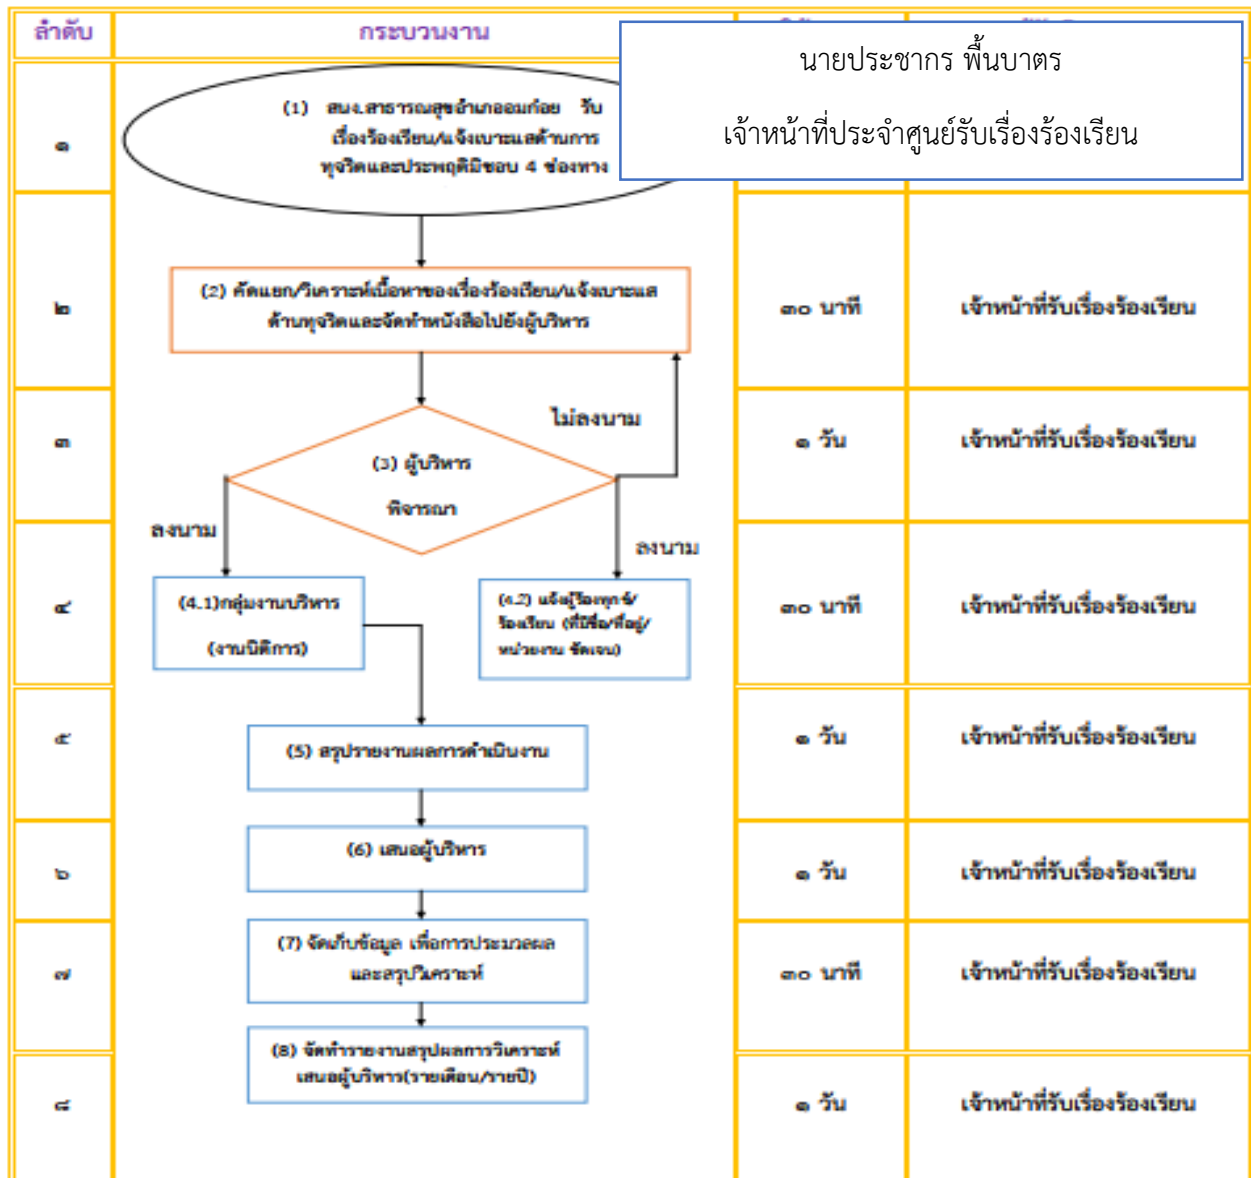 ลำดับ กระบวนงาน
นายประชากร พื้นบาตร
เจ้าหน้าที่ประจำศูนย์รับเรื่องร้องเรียน
๑
(1) สนง.สาธารณสุขอำเภออมก๋อย รับ
เรื่องร้องเรียน/แจ้งเบาะแสด้านการ
ทุจริตและประพฤติมิชอบ 4 ช่องทาง
๒
(2) คัดแยก/วิเคราะห์เนื้อหาของเรื่องร้องเรียน/แจ้งเบาะแส
ด้านทุจริตและจัดทำหนังสือไปยังผู้บริหาร
๓๐ นาที เจ้าหน้าที่รับเรื่องร้องเรียน
ไม่ลงนาม
๓
(3) ผู้บริหาร
พิจารณา
๑ วัน เจ้าหน้าที่รับเรื่องร้องเรียน
ลงนาม
ลงนาม
๔
(4.1)กลุ่มงานบริหาร
(งานนิติการ)
(4.2) แจ้งผู้ร้องทุกข์/
ร้องเรียน (ที่มีชื่อ/ที่อยู่/
หน่วยงาน ชัดเจน)
๓๐ นาที เจ้าหน้าที่รับเรื่องร้องเรียน
๕
(5) สรุปรายงานผลการดำเนินงาน
๑ วัน เจ้าหน้าที่รับเรื่องร้องเรียน
๖
(6) เสนอผู้บริหาร
๑ วัน เจ้าหน้าที่รับเรื่องร้องเรียน
๗
(7) จัดเก็บข้อมูล เพื่อการประมวลผล
และสรุปวิเคราะห์
๓๐ นาที เจ้าหน้าที่รับเรื่องร้องเรียน
๘
(8) จัดทำรายงานสรุปผลการวิเคราะห์
เสนอผู้บริหาร(รายเดือน/รายปี)
๑ วัน เจ้าหน้าที่รับเรื่องร้องเรียน